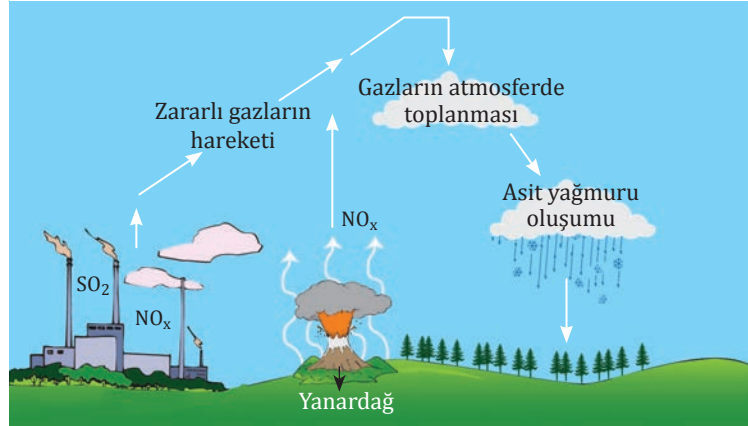 Zararlı gazların
hareketi
Gazların atmosferde
toplanması
Asit yağmuru
oluşumu
NOₓ
SO₂
NOₓ
Yanardağ